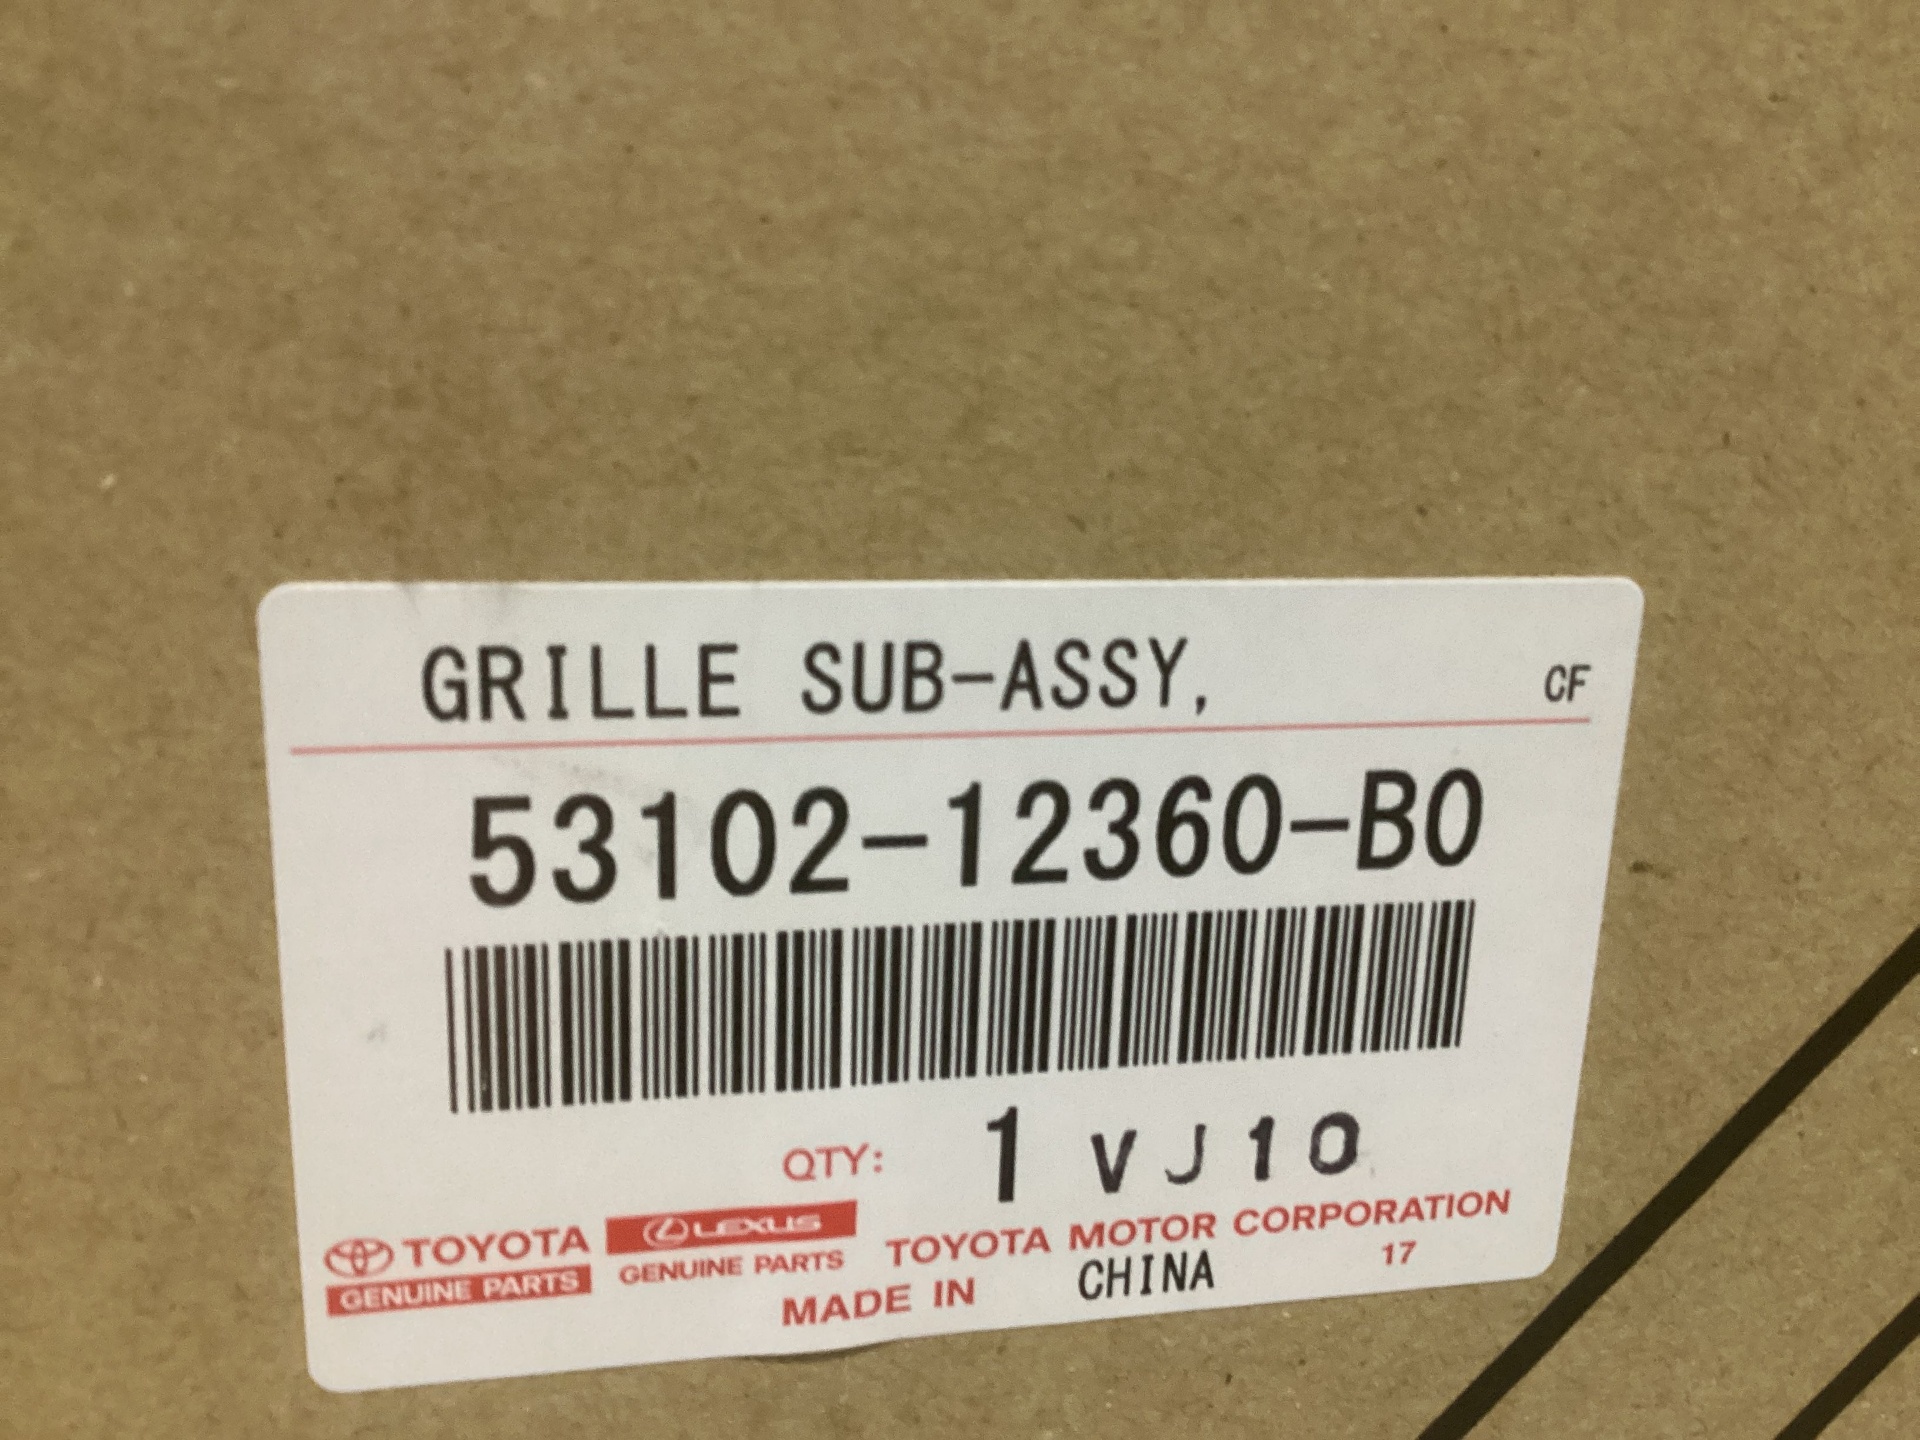 GRILLE SUB-ASSY, CF
53102-12360-B0
QTY: 1 VJ10
TOYOTA LEXUS TOYOTA MOTOR CORPORATION
GENUINE PARTS GENUINE PARTS MADE IN CHINA 17